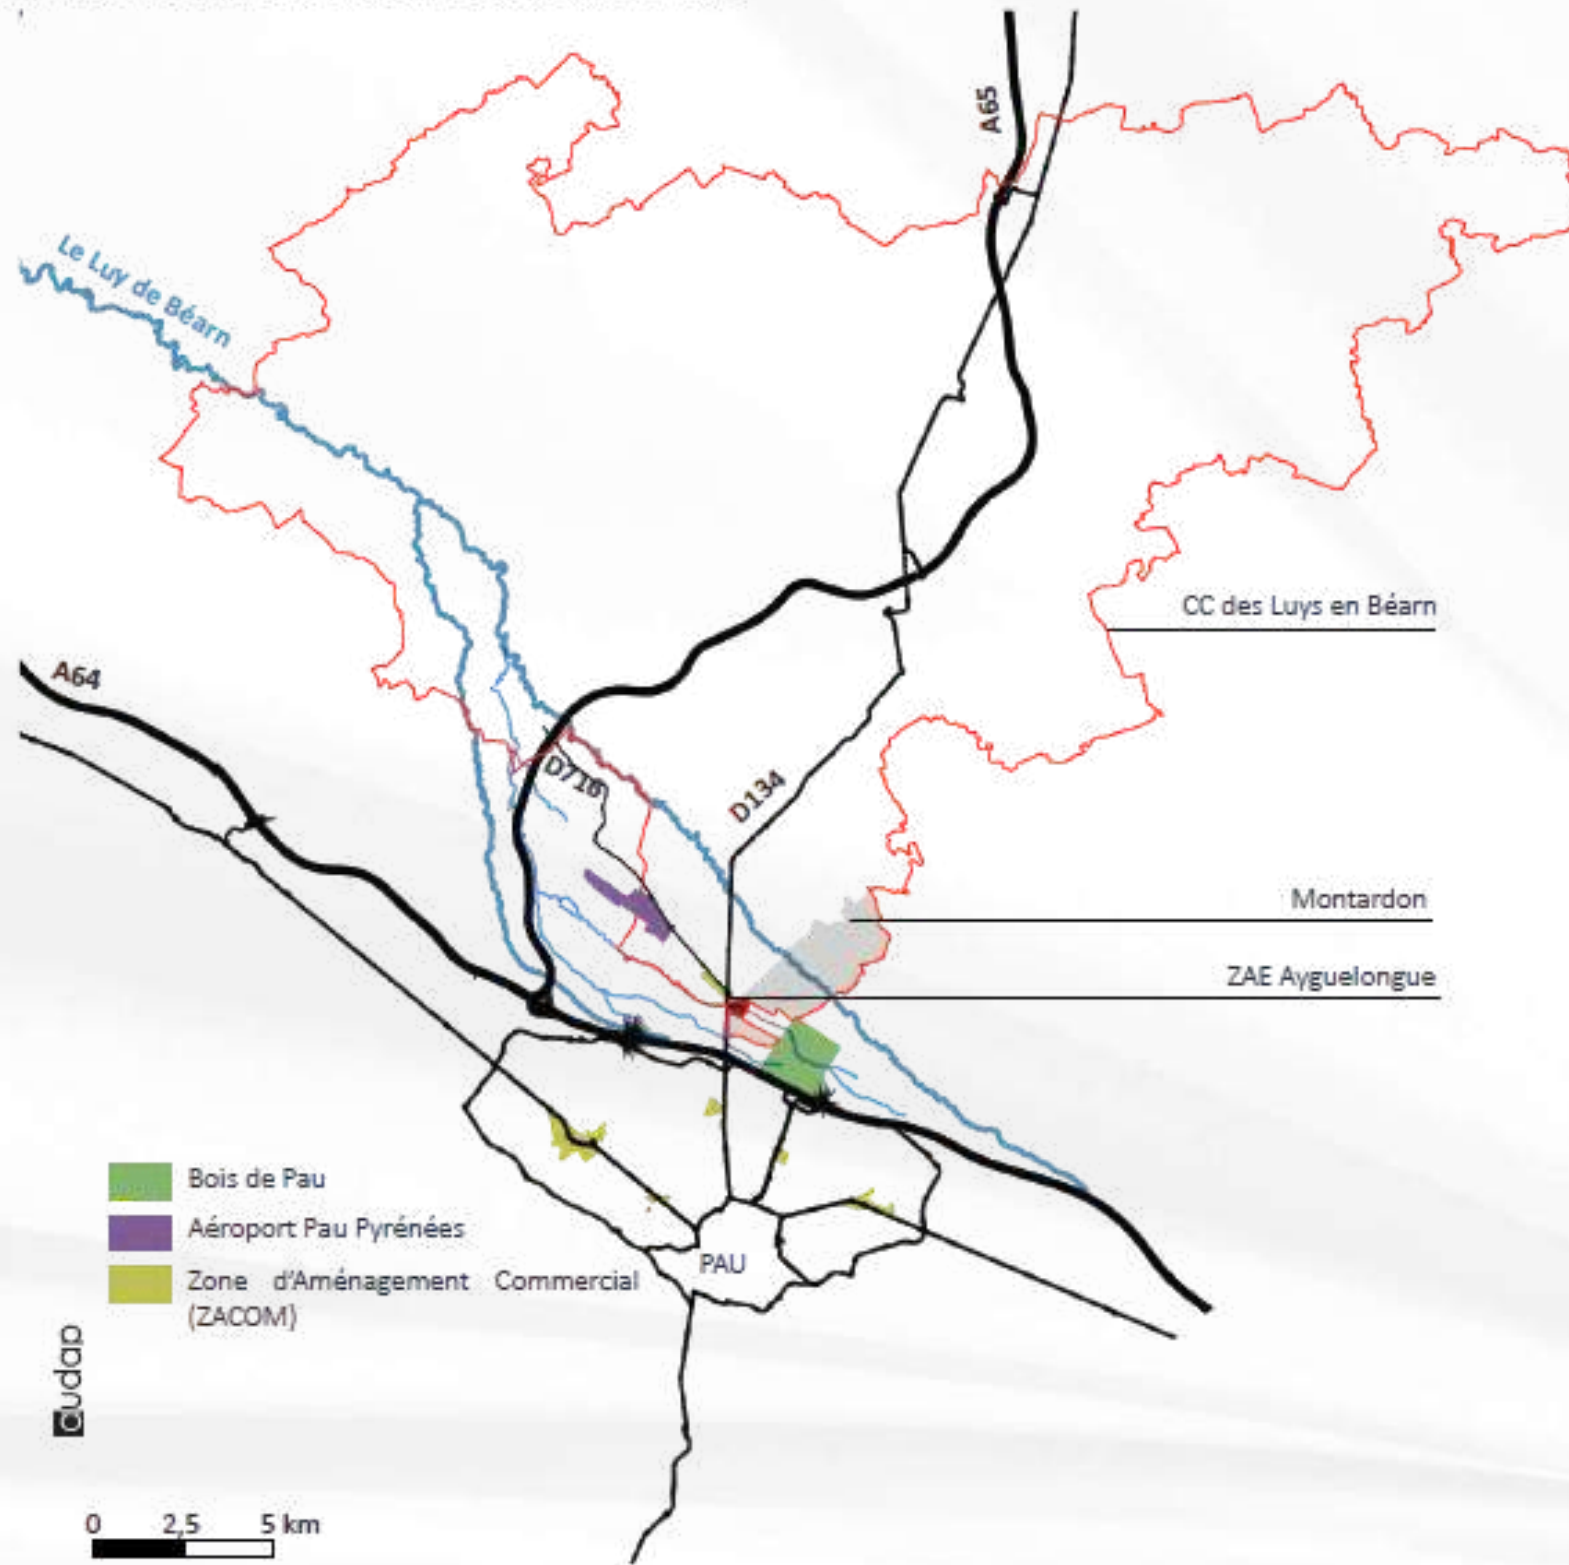 A65
Le Luy de Béarn
CC des Luys en Béarn
A64
D716
D134
Montardon
ZAE Ayguelongue
Bois de Pau
Aéroport Pau Pyrénées
Zone d'Aménagement Commercial
(ZACOM)
PAU
audap
0 2,5 5 km